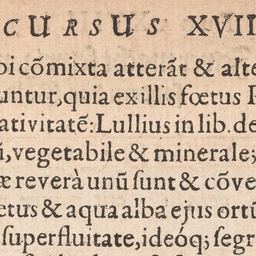 CURSUS XVII
bi cõmixta atterãt & alte
untur, quia ex illis fœtus P
ativitatẽ: Lullius in lib. de
ũ, vegetabile & minerale;
æ reverà unũ sunt & cõve
etus & aqua alba ejus ortũ
superfluitate, ideóq; segr